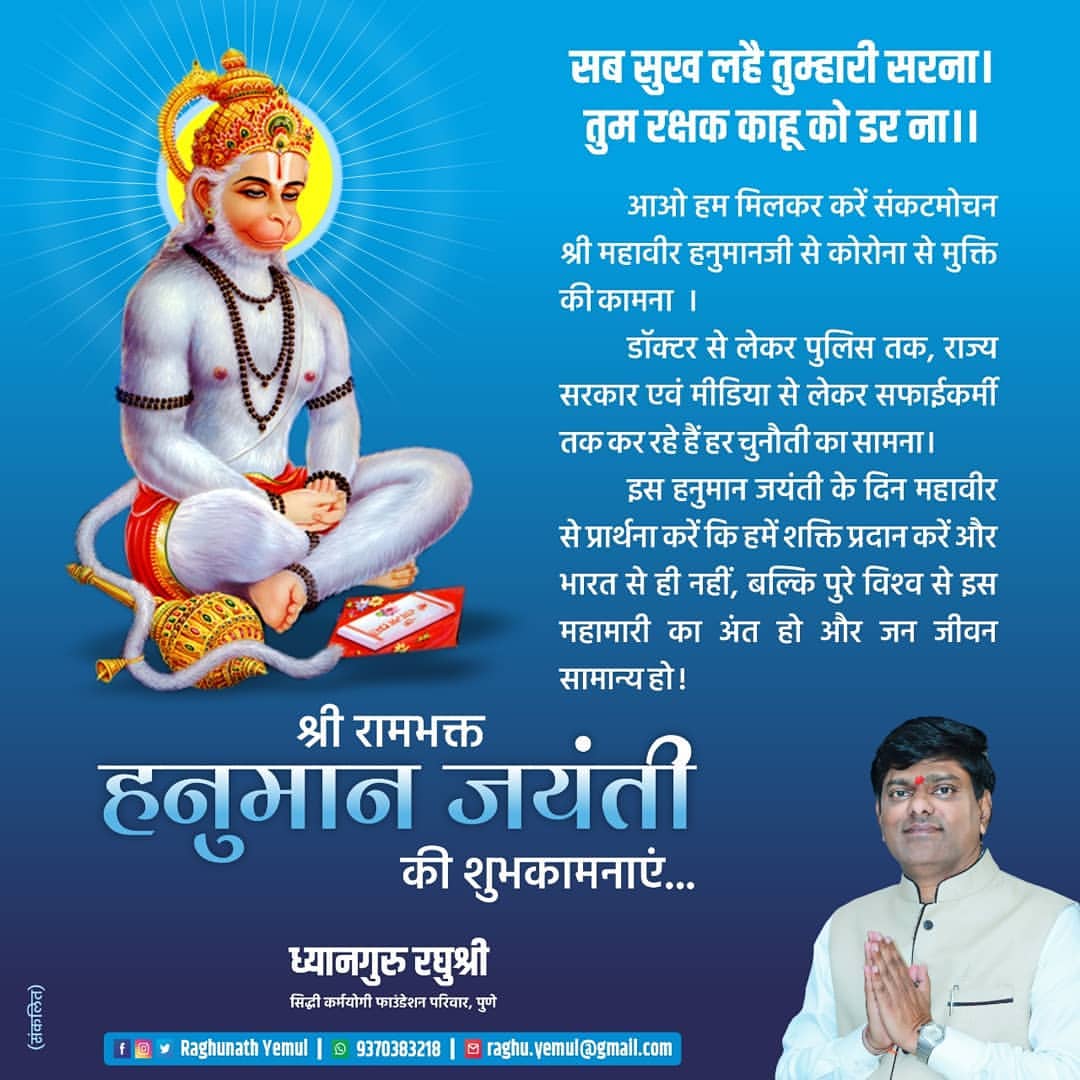 सब सुख लहै तुम्हारी सरना।
तुम रक्षक काहू को डर ना।।
आओ हम मिलकर करें संकटमोचन
श्री महावीर हनुमानजी से कोरोना से मुक्ति
की कामना ।
डॉक्टर से लेकर पुलिस तक, राज्य
सरकार एवं मीडिया से लेकर सफाईकर्मी
तक कर रहे हैं हर चुनौती का सामना।
इस हनुमान जयंती के दिन महावीर
से प्रार्थना करें कि हमें शक्ति प्रदान करें और
भारत से ही नहीं, बल्कि पुरे विश्व से इस
महामारी का अंत हो और जन जीवन
सामान्य हो!
श्री रामभक्त
हनुमान जयंती
की शुभकामनाएं...
ध्यानगुरु रघुश्री
सिद्धी कर्मयोगी फाउंडेशन परिवार, पुणे
(संकलित)
Raghunath Yemul | 9370383218 | raghu.yemul@gmail.com